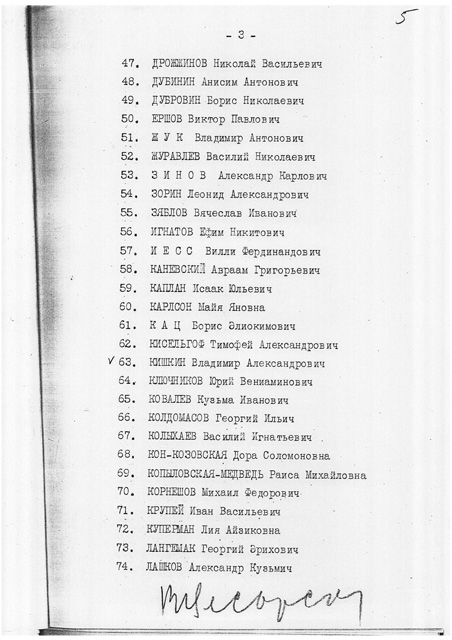 5
- 3 -
47. ДРОЖЖИНОВ Николай Васильевич
48. ДУБИНИН Анисим Антонович
49. ДУБРОВИН Борис Николаевич
50. ЕРШОВ Виктор Павлович
51. Ж У К Владимир Антонович
52. ЖУРАВЛЕВ Василий Николаевич
53. З И Н О В Александр Карлович
54. ЗОРИН Леонид Александрович
55. ЗЯБЛОВ Вячеслав Иванович
56. ИГНАТОВ Ефим Никитович
57. И Е С С Вилли Фердинандович
58. КАНЕВСКИЙ Авраам Григорьевич
59. КАПЛАН Исаак Юльевич
60. КАРЛСОН Майя Яновна
61. К А Ц Борис Элиокимович
62. КИСЕЛЬГОФ Тимофей Александрович
✓ 63. КИШКИН Владимир Александрович
64. КЛЮЧНИКОВ Юрий Вениаминович
65. КОВАЛЕВ Кузьма Иванович
66. КОЛДОМАСОВ Георгий Ильич
67. КОЛЫХАЕВ Василий Игнатьевич
68. КОН-КОЗОВСКАЯ Дора Соломоновна
69. КОПЫЛОВСКАЯ-МЕДВЕДЬ Раиса Михайловна
70. КОРНЕШОВ Михаил Федорович
71. КРУПЕЙ Иван Васильевич
72. КУПЕРМАН Лия Айзиковна
73. ЛАНГЕМАК Георгий Эрихович
74. ЛАШКОВ Александр Кузьмич